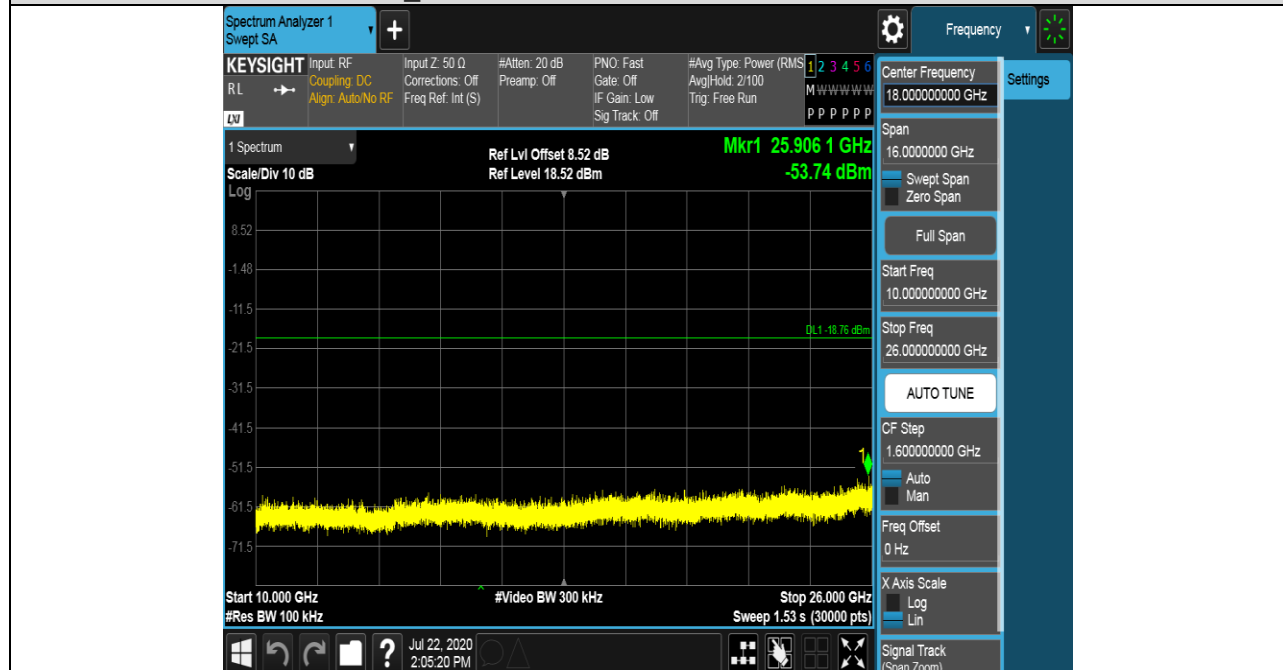 Spectrum Analyzer 1
Swept SA
+
Frequency
KEYSIGHT
RL
LXI
Input: RF
Coupling: DC
Align: Auto/No RF
Input Z: 50 Ω
Corrections: Off
Freq Ref: Int (S)
#Atten: 20 dB
Preamp: Off
PNO: Fast
Gate: Off
IF Gain: Low
Sig Track: Off
#Avg Type: Power (RMS
Avg|Hold: 2/100
Trig: Free Run
1 2 3 4 5 6
M W W W W W
P P P P P P
1 Spectrum
Scale/Div 10 dB
Log
Ref Lvl Offset 8.52 dB
Ref Level 18.52 dBm
Mkr1 25.906 1 GHz
-53.74 dBm
8.52
-1.48
-11.5
DL1 -18.76 dBm
-21.5
-31.5
-41.5
1
-51.5
-61.5
-71.5
Start 10.000 GHz
#Video BW 300 kHz
Stop 26.000 GHz
#Res BW 100 kHz
Sweep 1.53 s (30000 pts)
?
Jul 22, 2020
2:05:20 PM
Center Frequency
18.000000000 GHz
Settings
Span
16.0000000 GHz
Swept Span
Zero Span
Full Span
Start Freq
10.000000000 GHz
Stop Freq
26.000000000 GHz
AUTO TUNE
CF Step
1.600000000 GHz
Auto
Man
Freq Offset
0 Hz
X Axis Scale
Log
Lin
Signal Track
(Span Zoom)